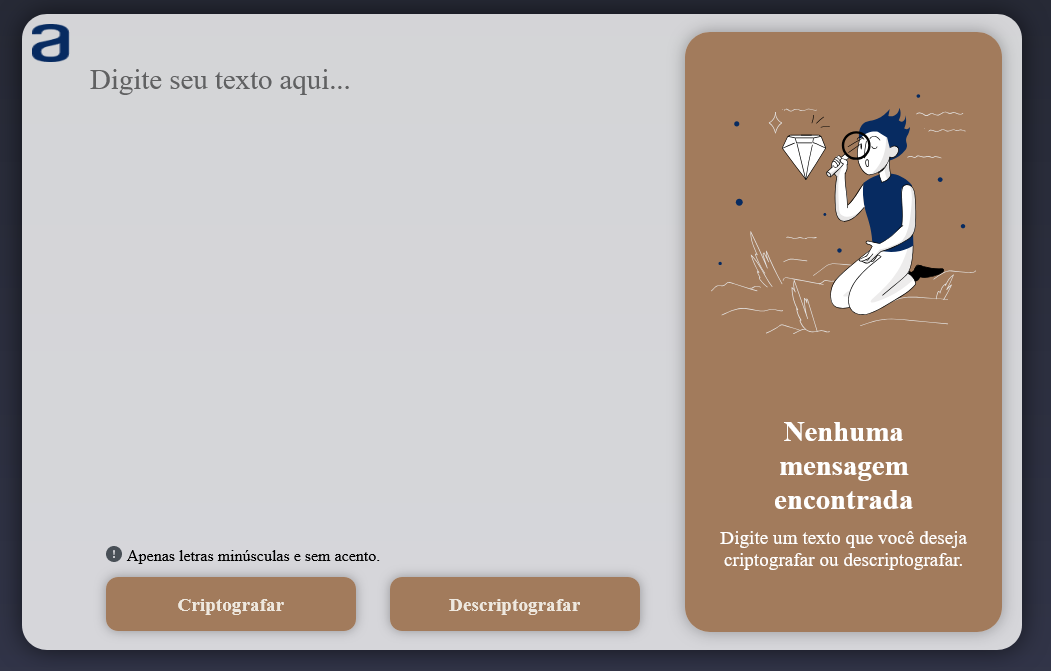 a
Digite seu texto aqui...
! Apenas letras minúsculas e sem acento.
Criptografar
Descriptografar
Nenhuma
mensagem
encontrada
Digite um texto que você deseja
criptografar ou descriptografar.